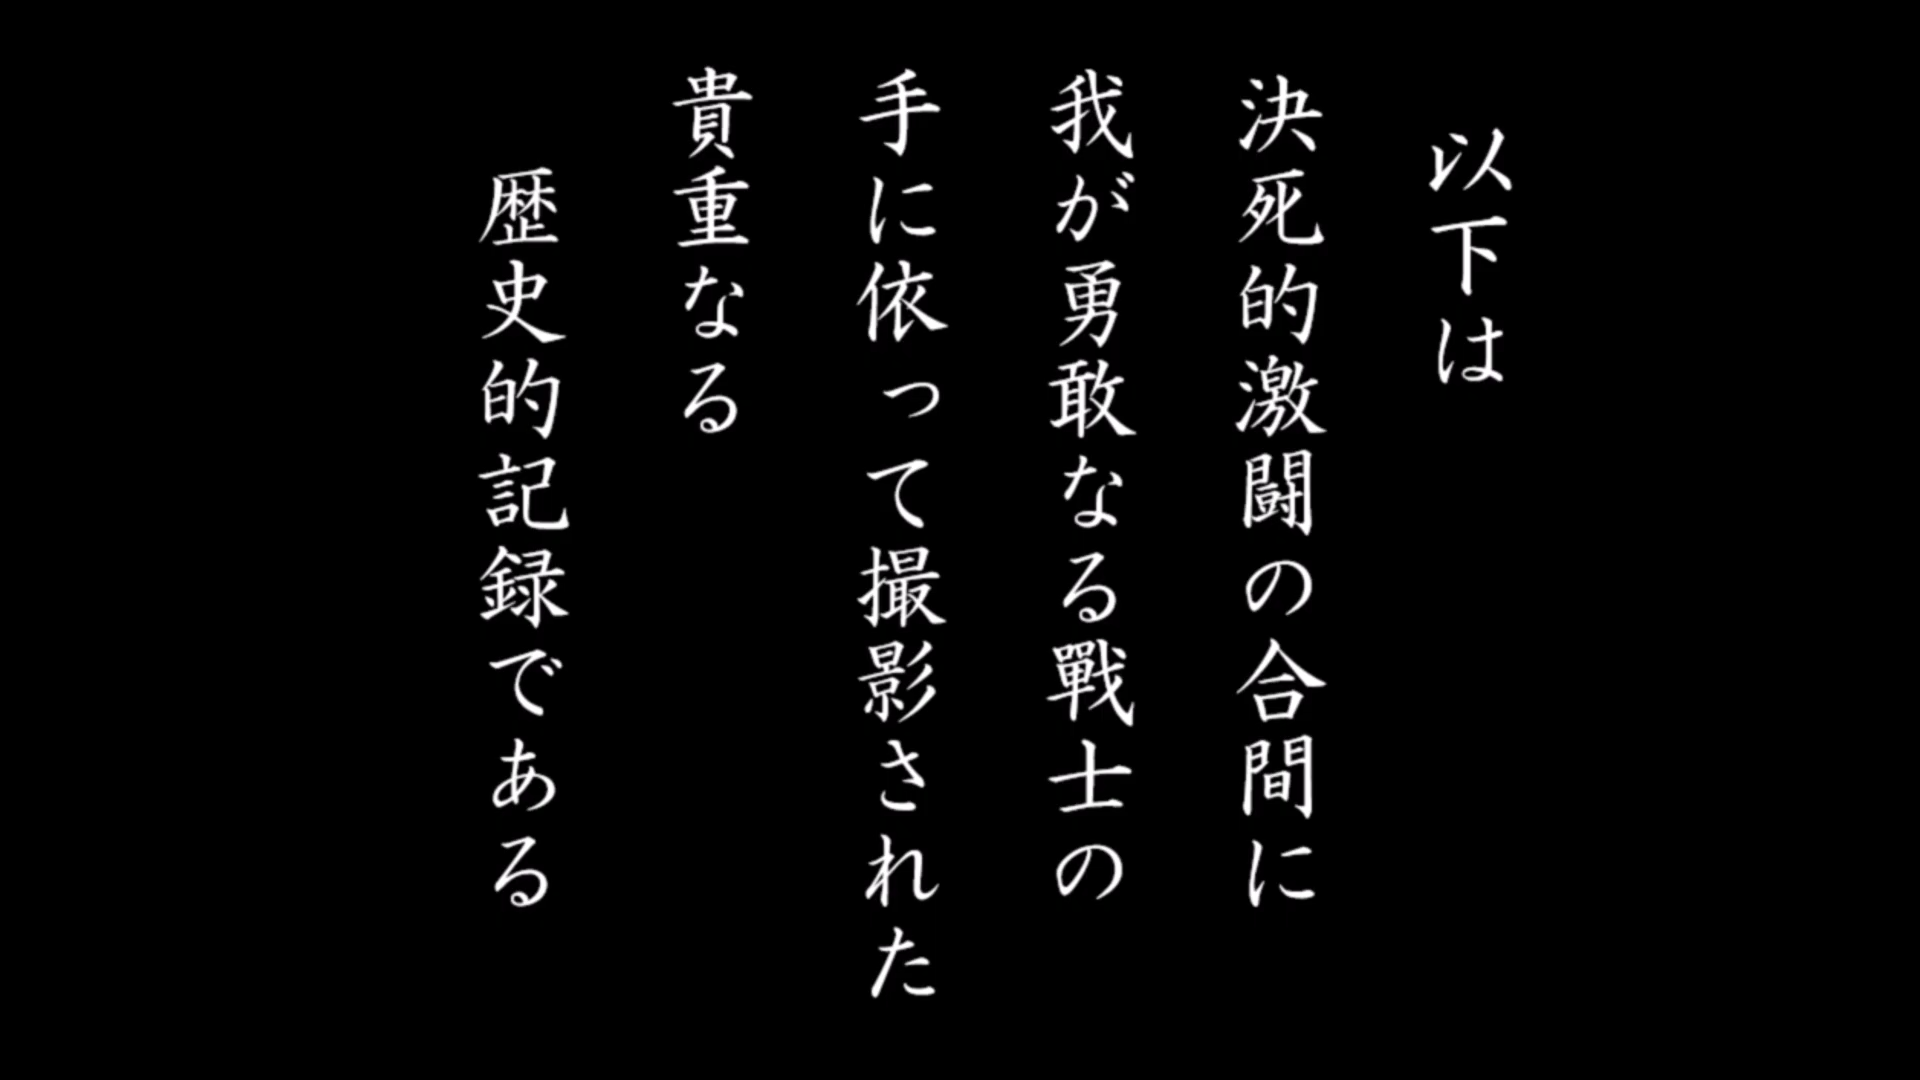 以下は
決死的激闘の合間に
我が勇敢なる戰士の
手に依って撮影された
貴重なる
歴史的記録である